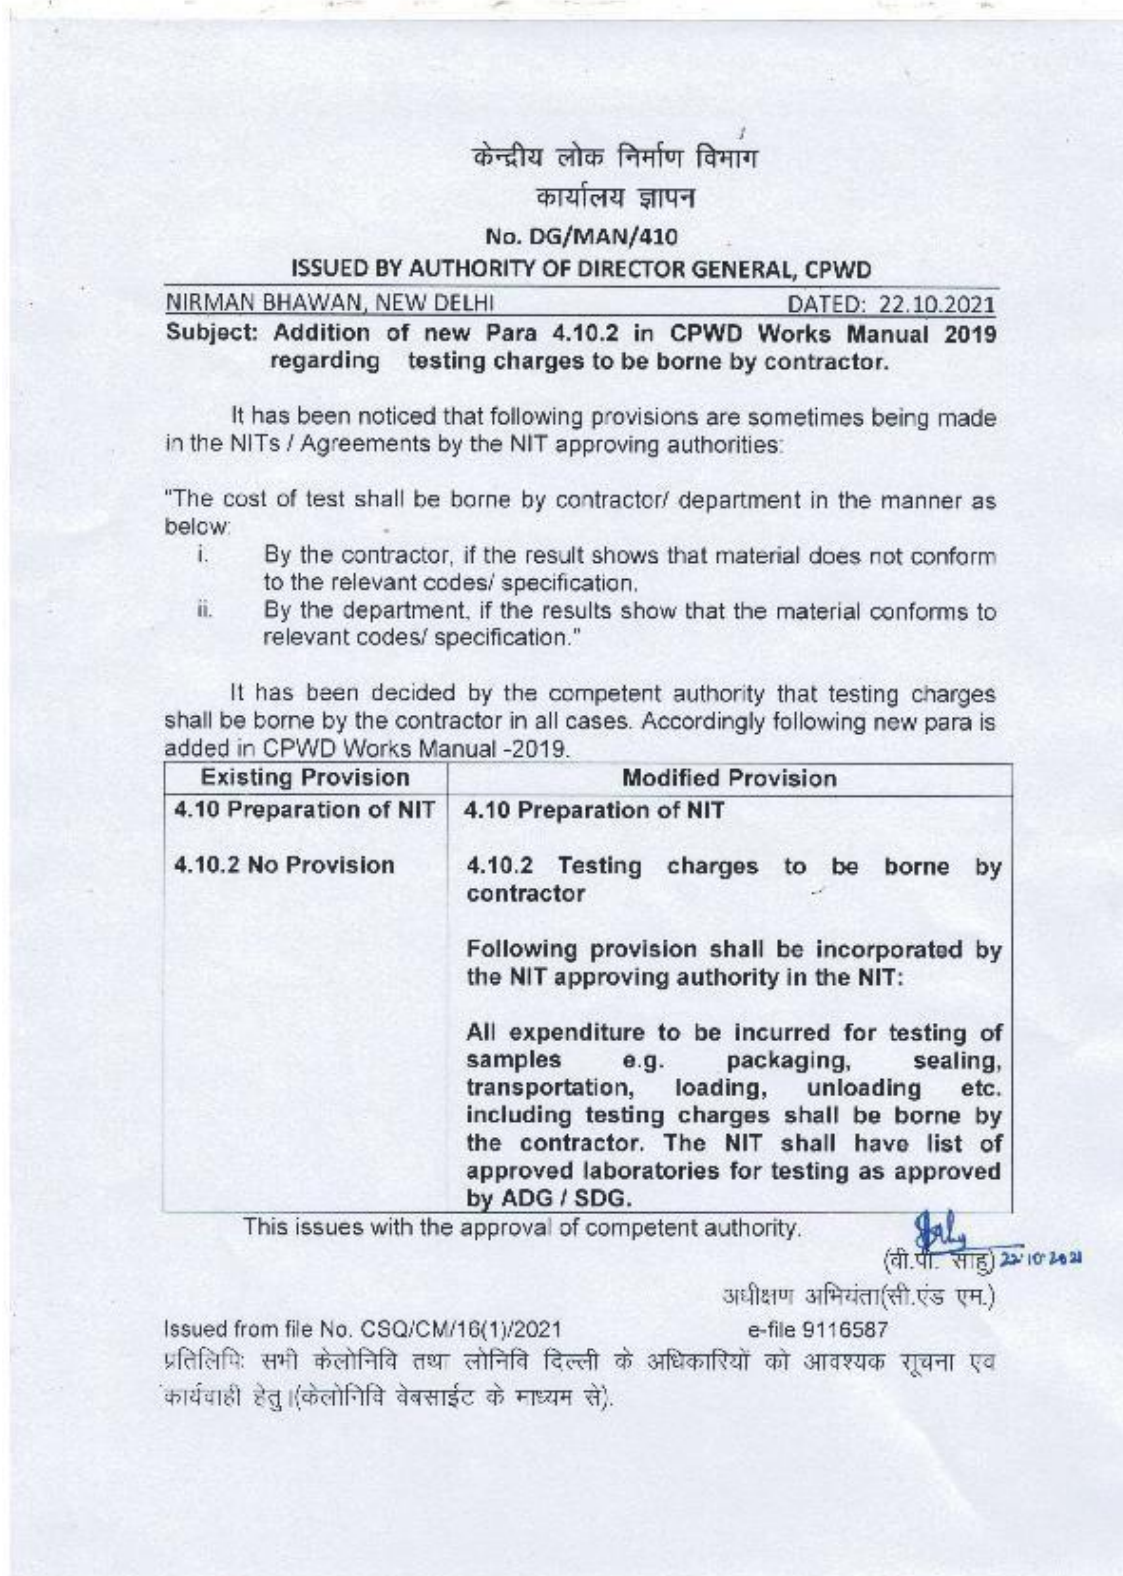 केन्द्रीय लोक निर्माण विभाग
कार्यालय ज्ञापन
No. DG/MAN/410
ISSUED BY AUTHORITY OF DIRECTOR GENERAL, CPWD
NIRMAN BHAWAN, NEW DELHI DATED: 22.10.2021
Subject: Addition of new Para 4.10.2 in CPWD Works Manual 2019
regarding testing charges to be borne by contractor.
It has been noticed that following provisions are sometimes being made
in the NITs / Agreements by the NIT approving authorities:
"The cost of test shall be borne by contractor/ department in the manner as
below:
i. By the contractor, if the result shows that material does not conform
to the relevant codes/ specification.
ii. By the department, if the results show that the material conforms to
relevant codes/ specification."
It has been decided by the competent authority that testing charges
shall be borne by the contractor in all cases. Accordingly following new para is
added in CPWD Works Manual -2019.
Existing Provision Modified Provision
4.10 Preparation of NIT 4.10 Preparation of NIT
4.10.2 No Provision 4.10.2 Testing charges to be borne by
contractor
Following provision shall be incorporated by
the NIT approving authority in the NIT:
All expenditure to be incurred for testing of
samples e.g. packaging, sealing,
transportation, loading, unloading etc.
including testing charges shall be borne by
the contractor. The NIT shall have list of
approved laboratories for testing as approved
by ADG / SDG.
This issues with the approval of competent authority.
(वी.पी. साहु) 22.10.2021
अधीक्षण अभियंता(सी.एंड एम.)
Issued from file No. CSQ/CM/16(1)/2021 e-file 9116587
प्रतिलिपिः सभी केलोनिवि तथा लोनिवि दिल्ली के अधिकारियों को आवश्यक सूचना एव
कार्यवाही हेतु।(केलोनिवि वेबसाईट के माध्यम से).